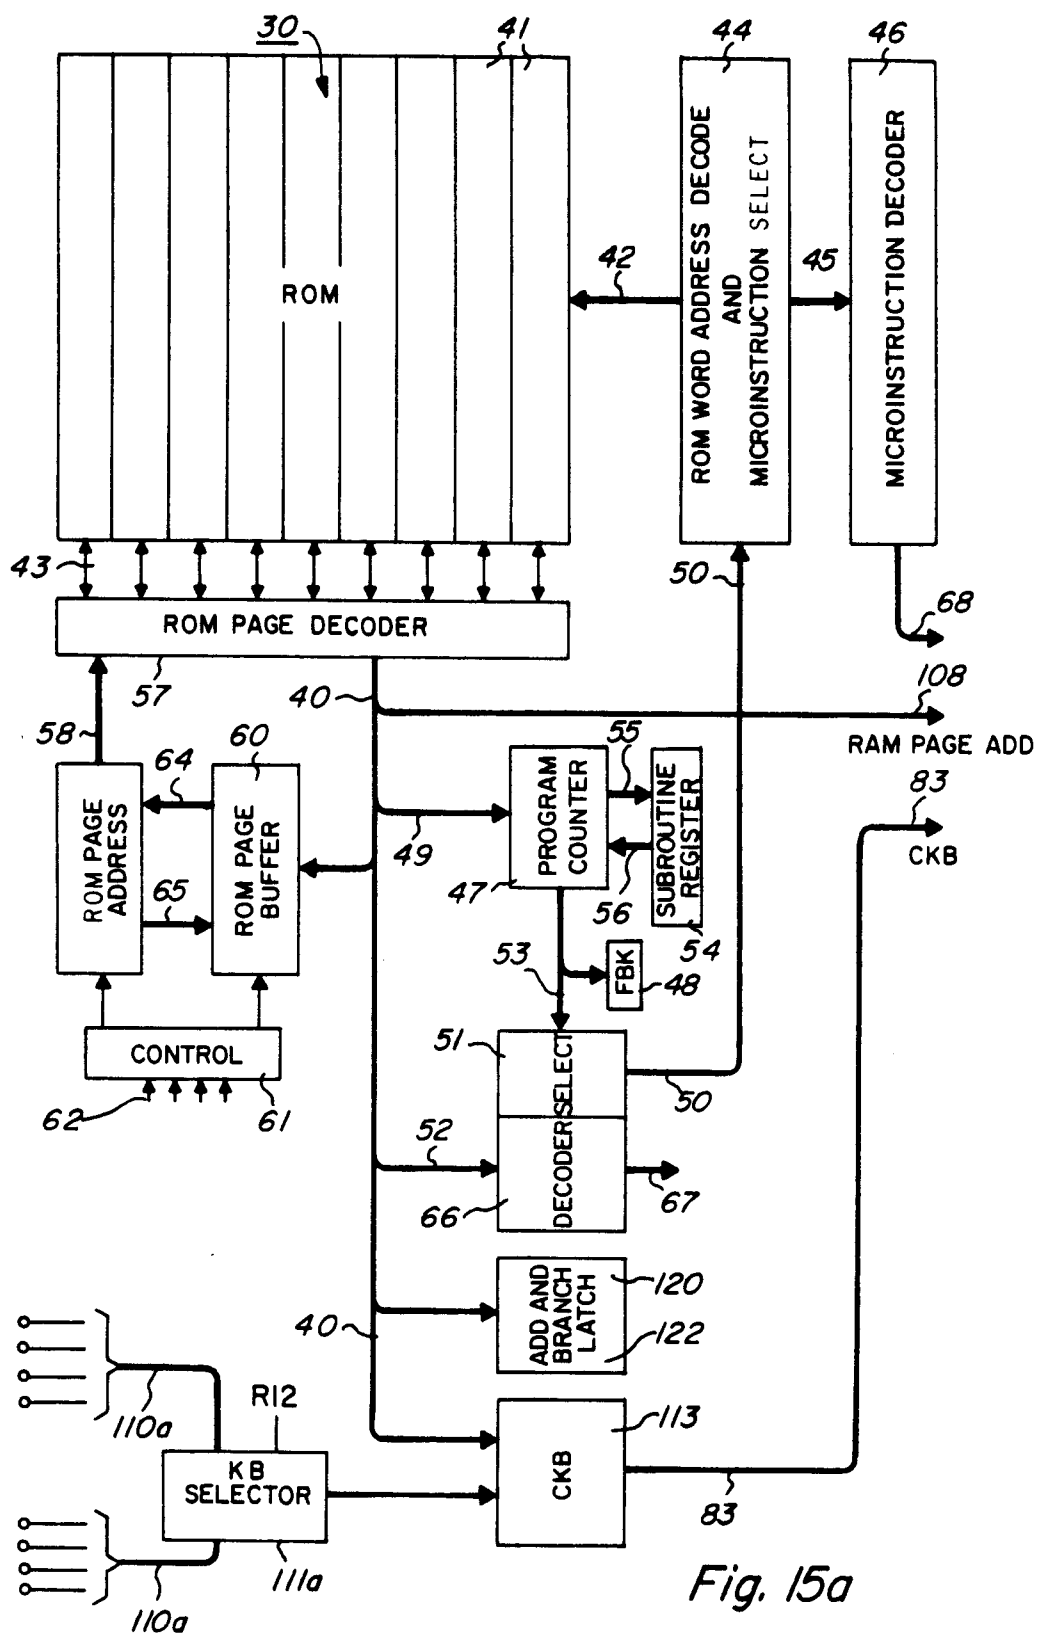 30
41
44
46
ROM
ROM WORD ADDRESS DECODE
AND
MICROINSTRUCTION SELECT
MICROINSTRUCTION DECODER
42
45
43
50
ROM PAGE DECODER
68
57
40
108
RAM PAGE ADD
58
60
64
55
83
CKB
ROM PAGE
ADDRESS
ROM PAGE
BUFFER
49
PROGRAM
COUNTER
SUBROUTINE
REGISTER
65
47
56
54
53
FBK
48
CONTROL
51
SELECT
50
62
61
52
DECODER
66
67
40
ADD AND
BRANCH
LATCH
120
122
110a
R12
113
KB
SELECTOR
CKB
83
111a
110a
Fig. 15a